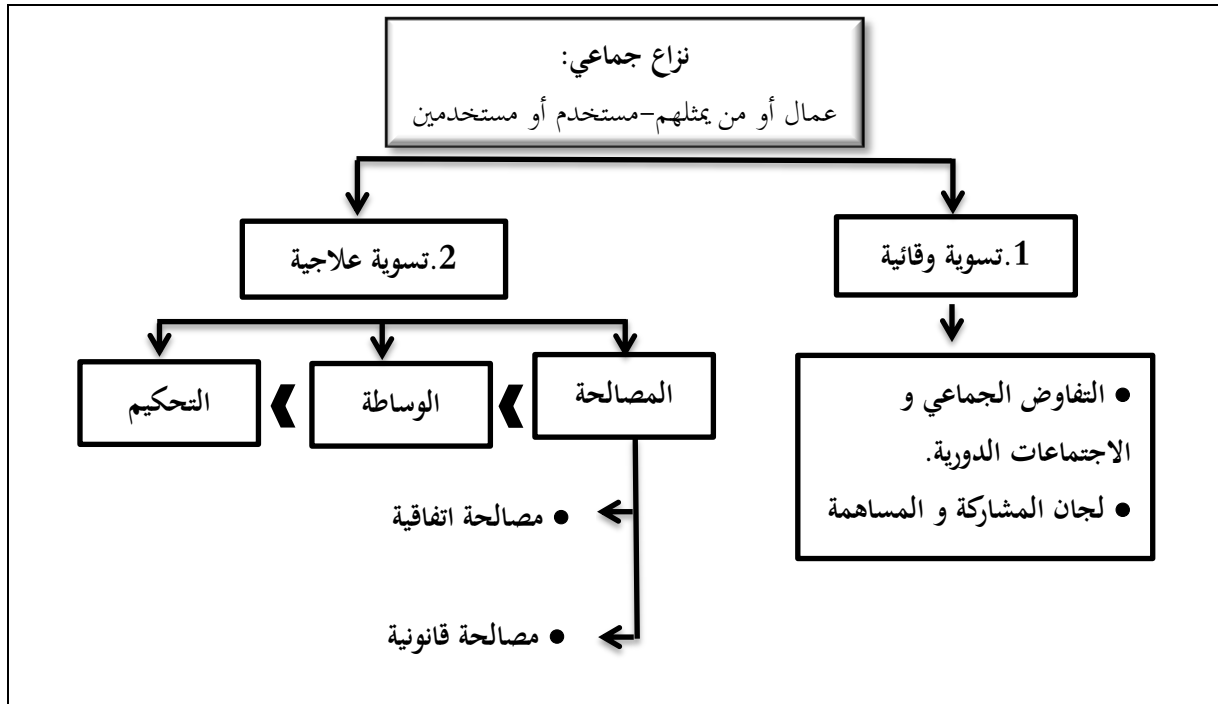 نزاع جماعي:
عمال أو من يمثلهم-مستخدم أو مستخدمين
1.تسوية وقائية
2.تسوية علاجية
● التفاوض الجماعي و
الاجتماعات الدورية.
● لجان المشاركة و المساهمة
المصالحة
الوساطة
التحكيم
● مصالحة اتفاقية
● مصالحة قانونية